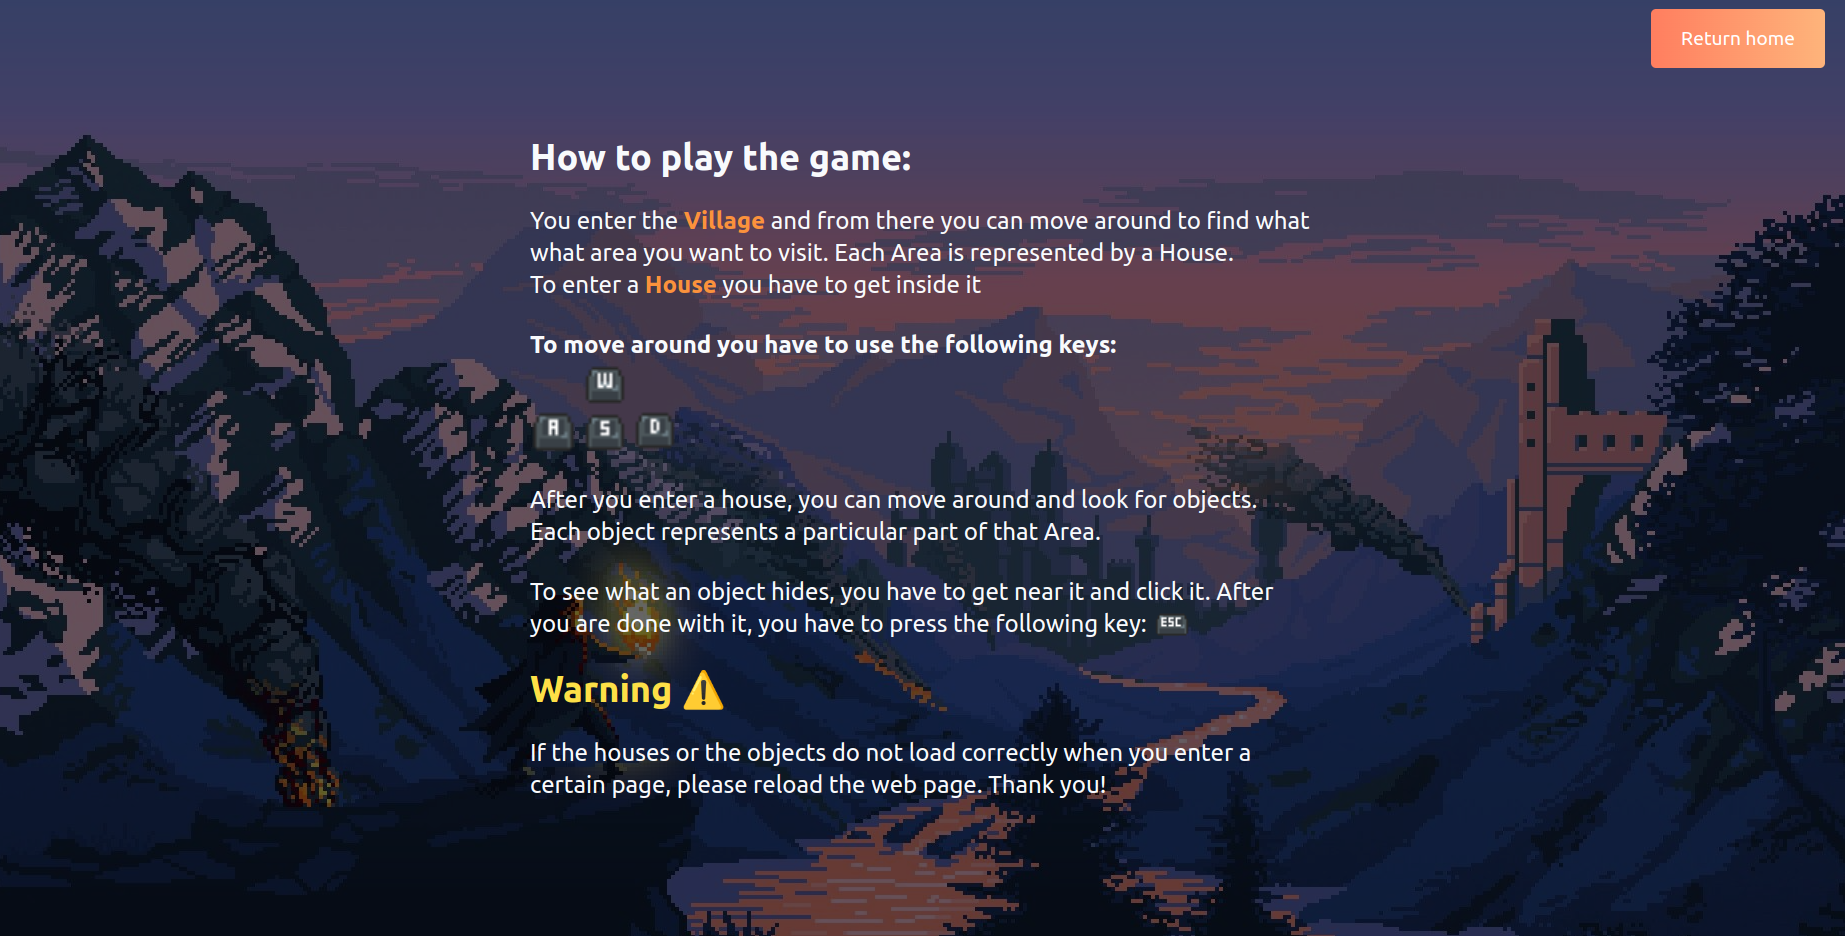 Return home
How to play the game:
You enter the Village and from there you can move around to find what
what area you want to visit. Each Area is represented by a House.
To enter a House you have to get inside it
To move around you have to use the following keys:
W
A S D
After you enter a house, you can move around and look for objects.
Each object represents a particular part of that Area.
To see what an object hides, you have to get near it and click it. After
you are done with it, you have to press the following key: ESC
Warning ⚠️
If the houses or the objects do not load correctly when you enter a
certain page, please reload the web page. Thank you!